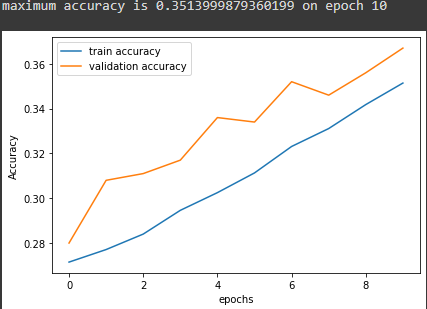 maximum accuracy is 0.3513999879360199 on epoch 10
train accuracy
validation accuracy
0.36
0.34
0.32
0.30
0.28
Accuracy
0 2 4 6 8
epochs